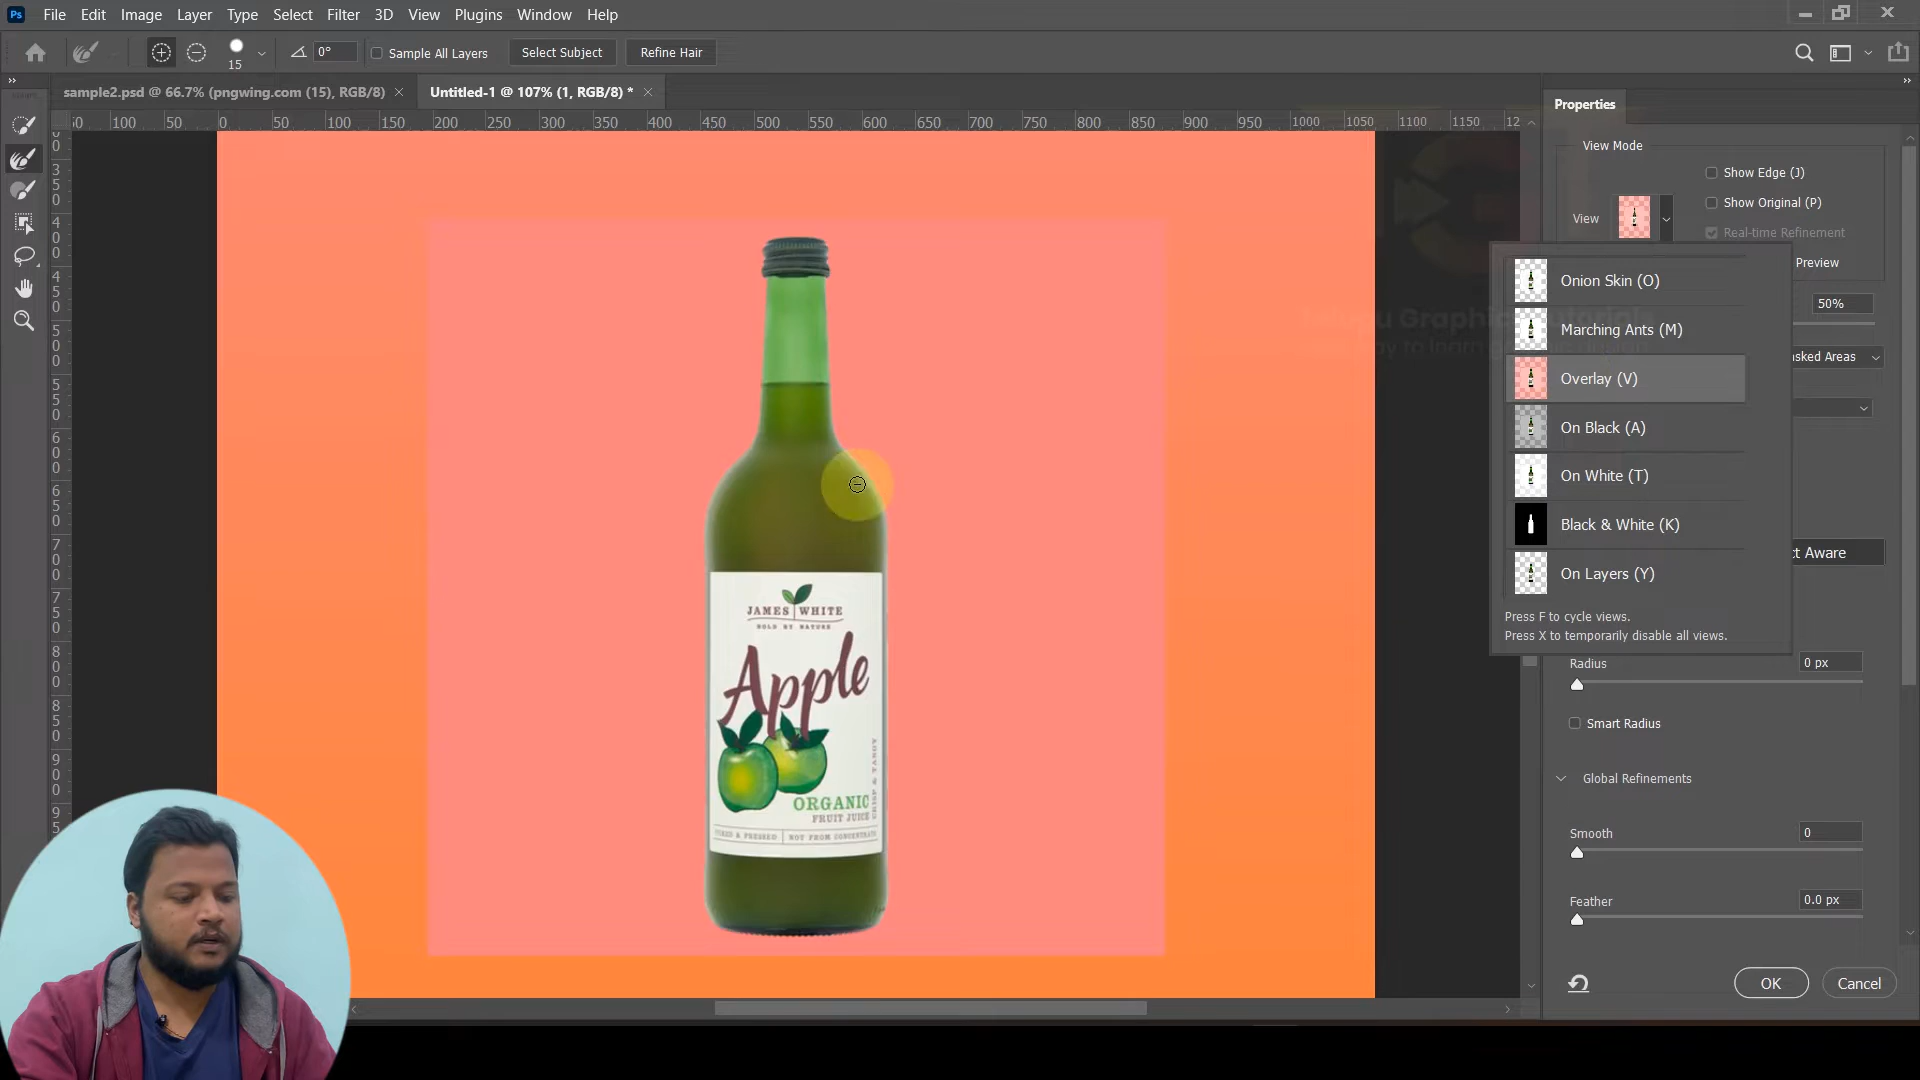 Ps File Edit Image Layer Type Select Filter 3D View Plugins Window Help
15 0° Sample All Layers Select Subject Refine Hair
sample2.psd @ 66.7% (pngwing.com (15), RGB/8) × Untitled-1 @ 107% (1, RGB/8) * ×
100 50 0 50 100 150 200 250 300 350 400 450 500 550 600 650 700 750 800 850 900 950 1000 1050 1100 1150 12
Properties
View Mode
Show Edge (J)
Show Original (P)
View
Real-time Refinement
Preview
50%
asked Areas
Onion Skin (O)
Marching Ants (M)
Overlay (V)
On Black (A)
On White (T)
Black & White (K)
On Layers (Y)
Press F to cycle views.
Press X to temporarily disable all views.
ct Aware
Radius 0 px
Smart Radius
Global Refinements
Smooth 0
Feather 0.0 px
OK Cancel
JAMES WHITE
BOLD BY NATURE
Apple
ORGANIC
FRUIT JUICE
CRISP & TANGY
& PRESSED NOT FROM CONCENTRATE